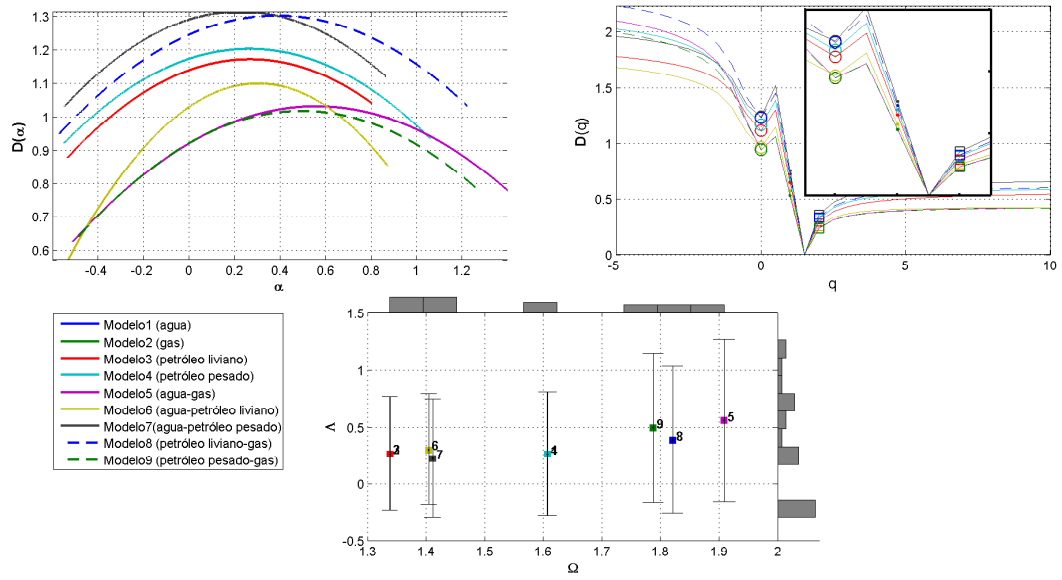 1.3
1.2
1.1
1
0.9
0.8
0.7
0.6
D(α)
-0.4 -0.2 0 0.2 0.4 0.6 0.8 1 1.2
α
2
1.5
1
0.5
0
D(q)
-5 0 5 10
q
Modelo1 (agua)
Modelo2 (gas)
Modelo3 (petróleo liviano)
Modelo4 (petróleo pesado)
Modelo5 (agua-gas)
Modelo6 (agua-petróleo liviano)
Modelo7(agua-petróleo pesado)
Modelo8 (petróleo liviano-gas)
Modelo9 (petróleo pesado-gas)
1.5
1
0.5
0
-0.5
Λ
6
7
9
8
5
1.3 1.4 1.5 1.6 1.7 1.8 1.9 2
Ω